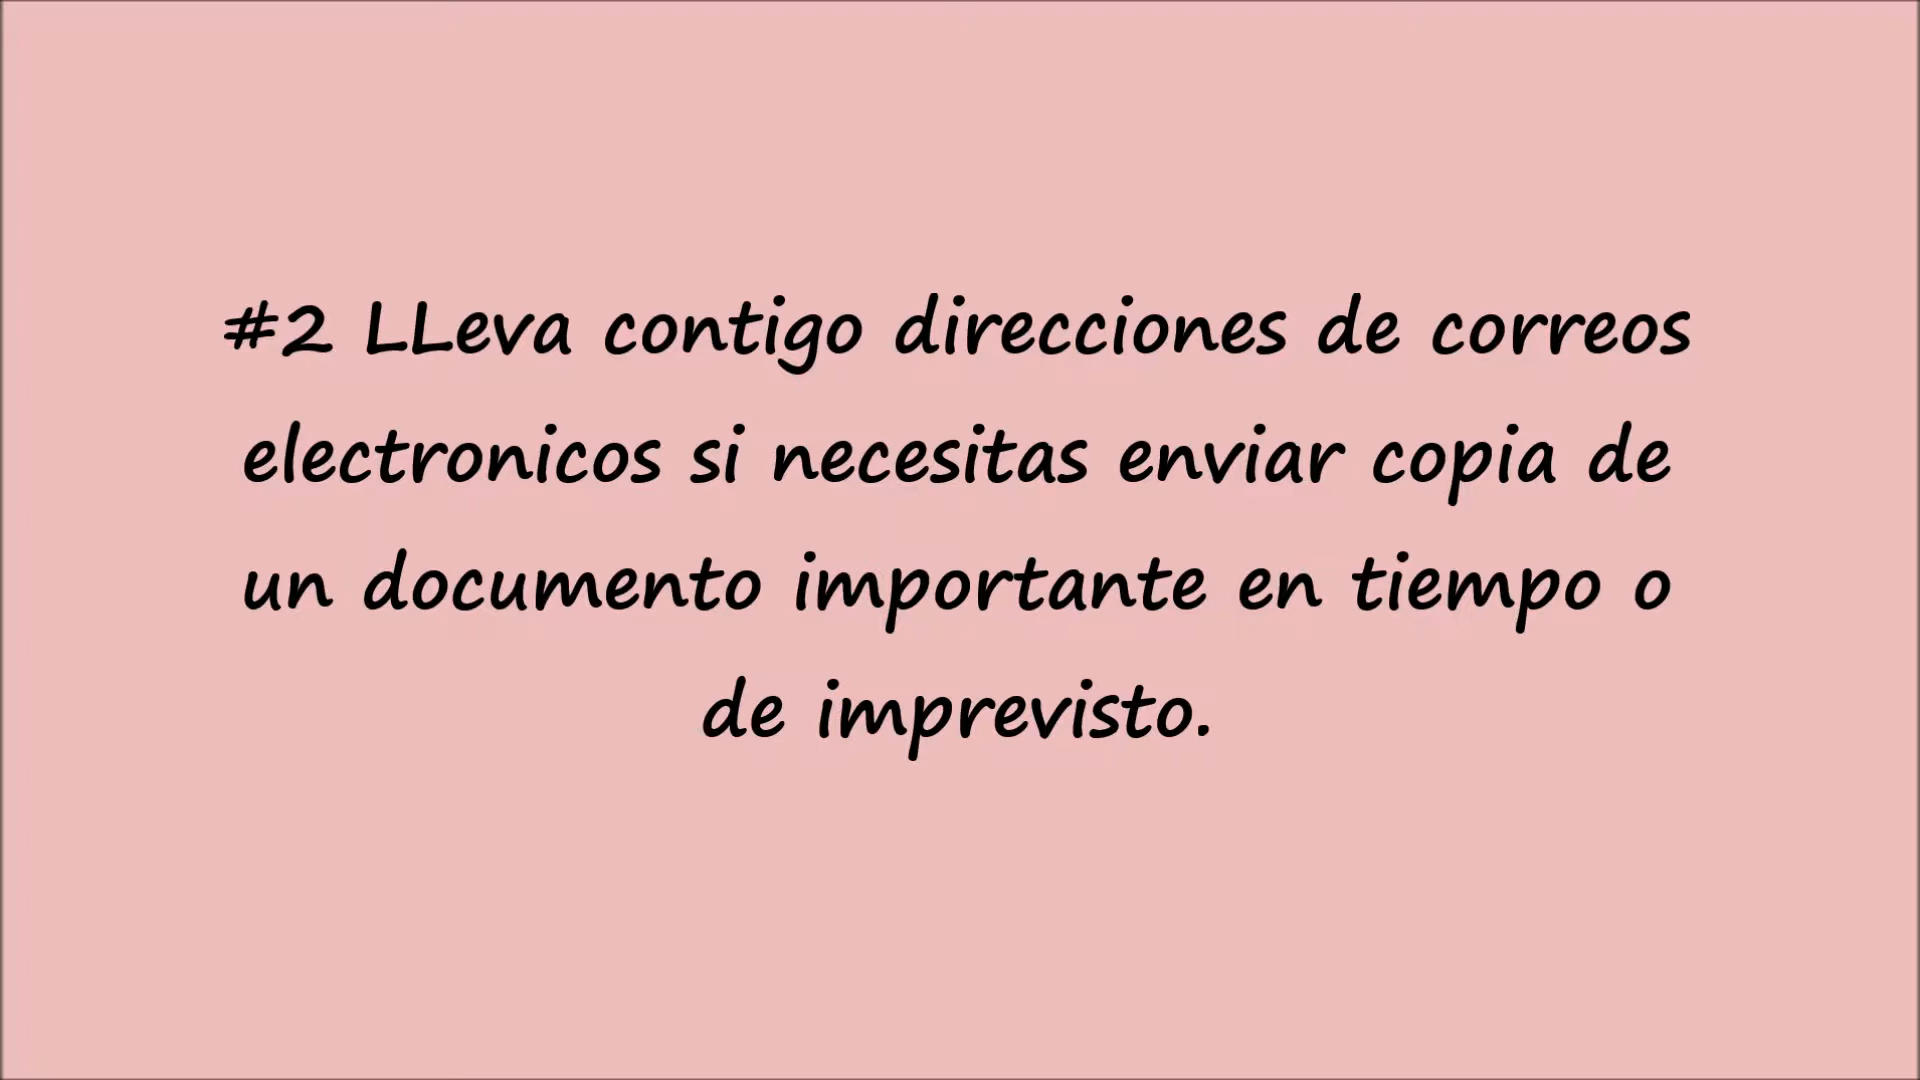 #2 LLeva contigo direcciones de correos
electronicos si necesitas enviar copia de
un documento importante en tiempo o
de imprevisto.